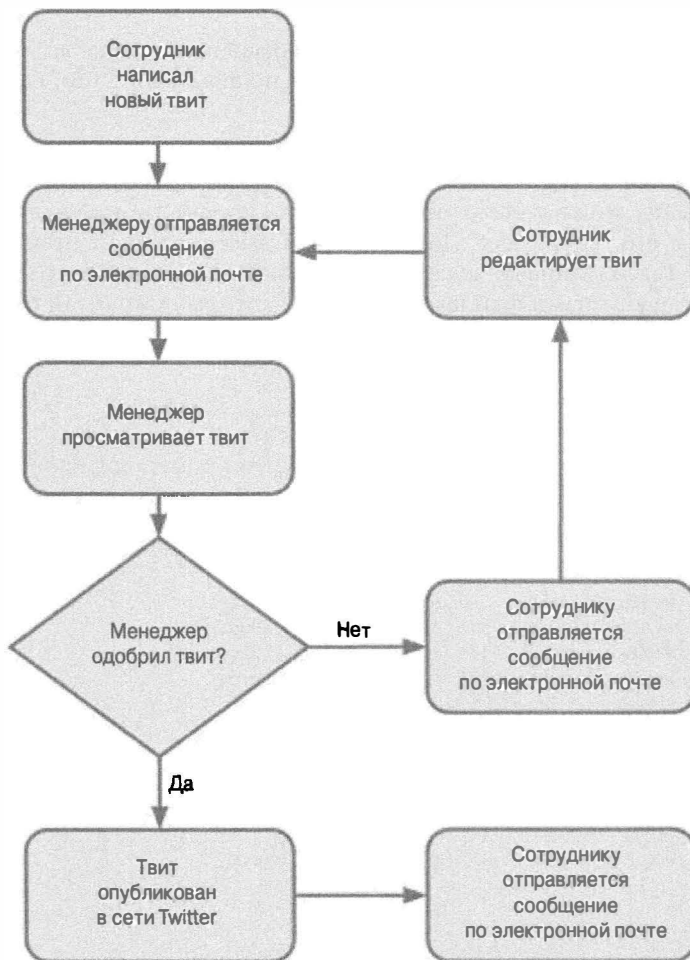 Сотрудник
написал
новый твит
Менеджеру отправляется
сообщение
по электронной почте
Сотрудник
редактирует твит
Менеджер
просматривает твит
Менеджер
одобрил твит?
Нет
Сотруднику
отправляется
сообщение
по электронной почте
Да
Твит
опубликован
в сети Twitter
Сотруднику
отправляется
сообщение
по электронной почте